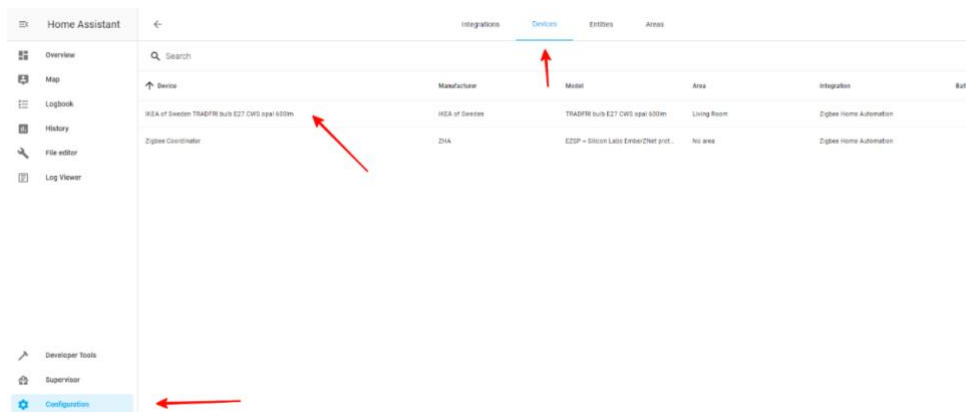 Home Assistant
Integrations Devices Entities Areas
Overview
Search
Map
Device Manufacturer Model Area Integration Bat
Logbook
IKEA of Sweden TRADFRI bulb E27 CWS opal 600lm IKEA of Sweden TRADFRI bulb E27 CWS opal 600lm Living Room Zigbee Home Automation
History
Zigbee Coordinator ZHA EZSP = Silicon Labs EmberZNet prot... No area Zigbee Home Automation
File editor
Log Viewer
Developer Tools
Supervisor
Configuration